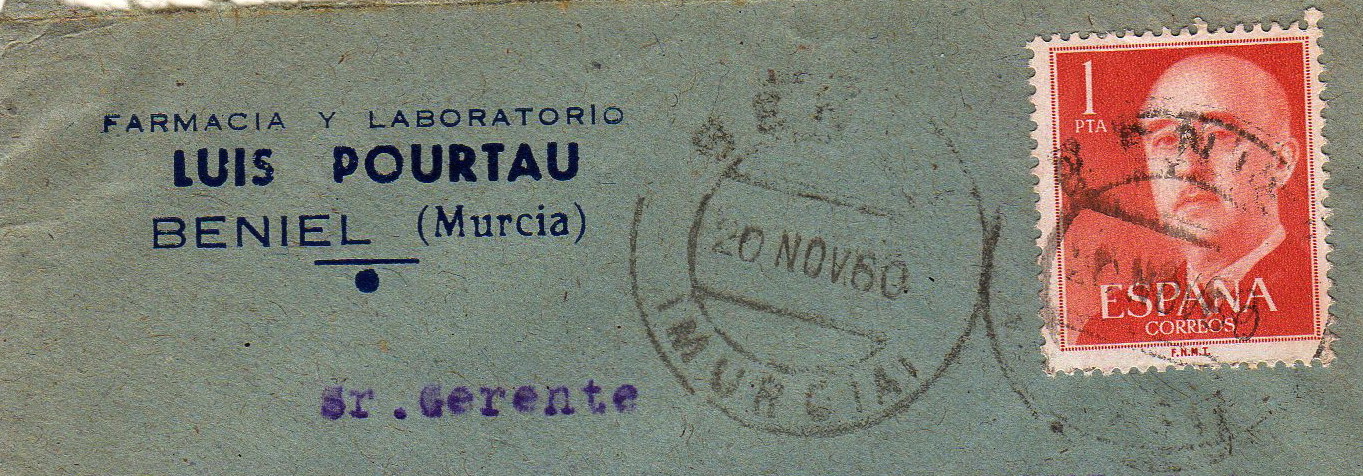 FARMACIA Y LABORATORIO
LUIS POURTAU
BENIEL (Murcia)
Sr. Gerente
20 NOV.60
(MURCIA)
1
PTA
ESPAÑA
CORREOS
F.N.M.T.